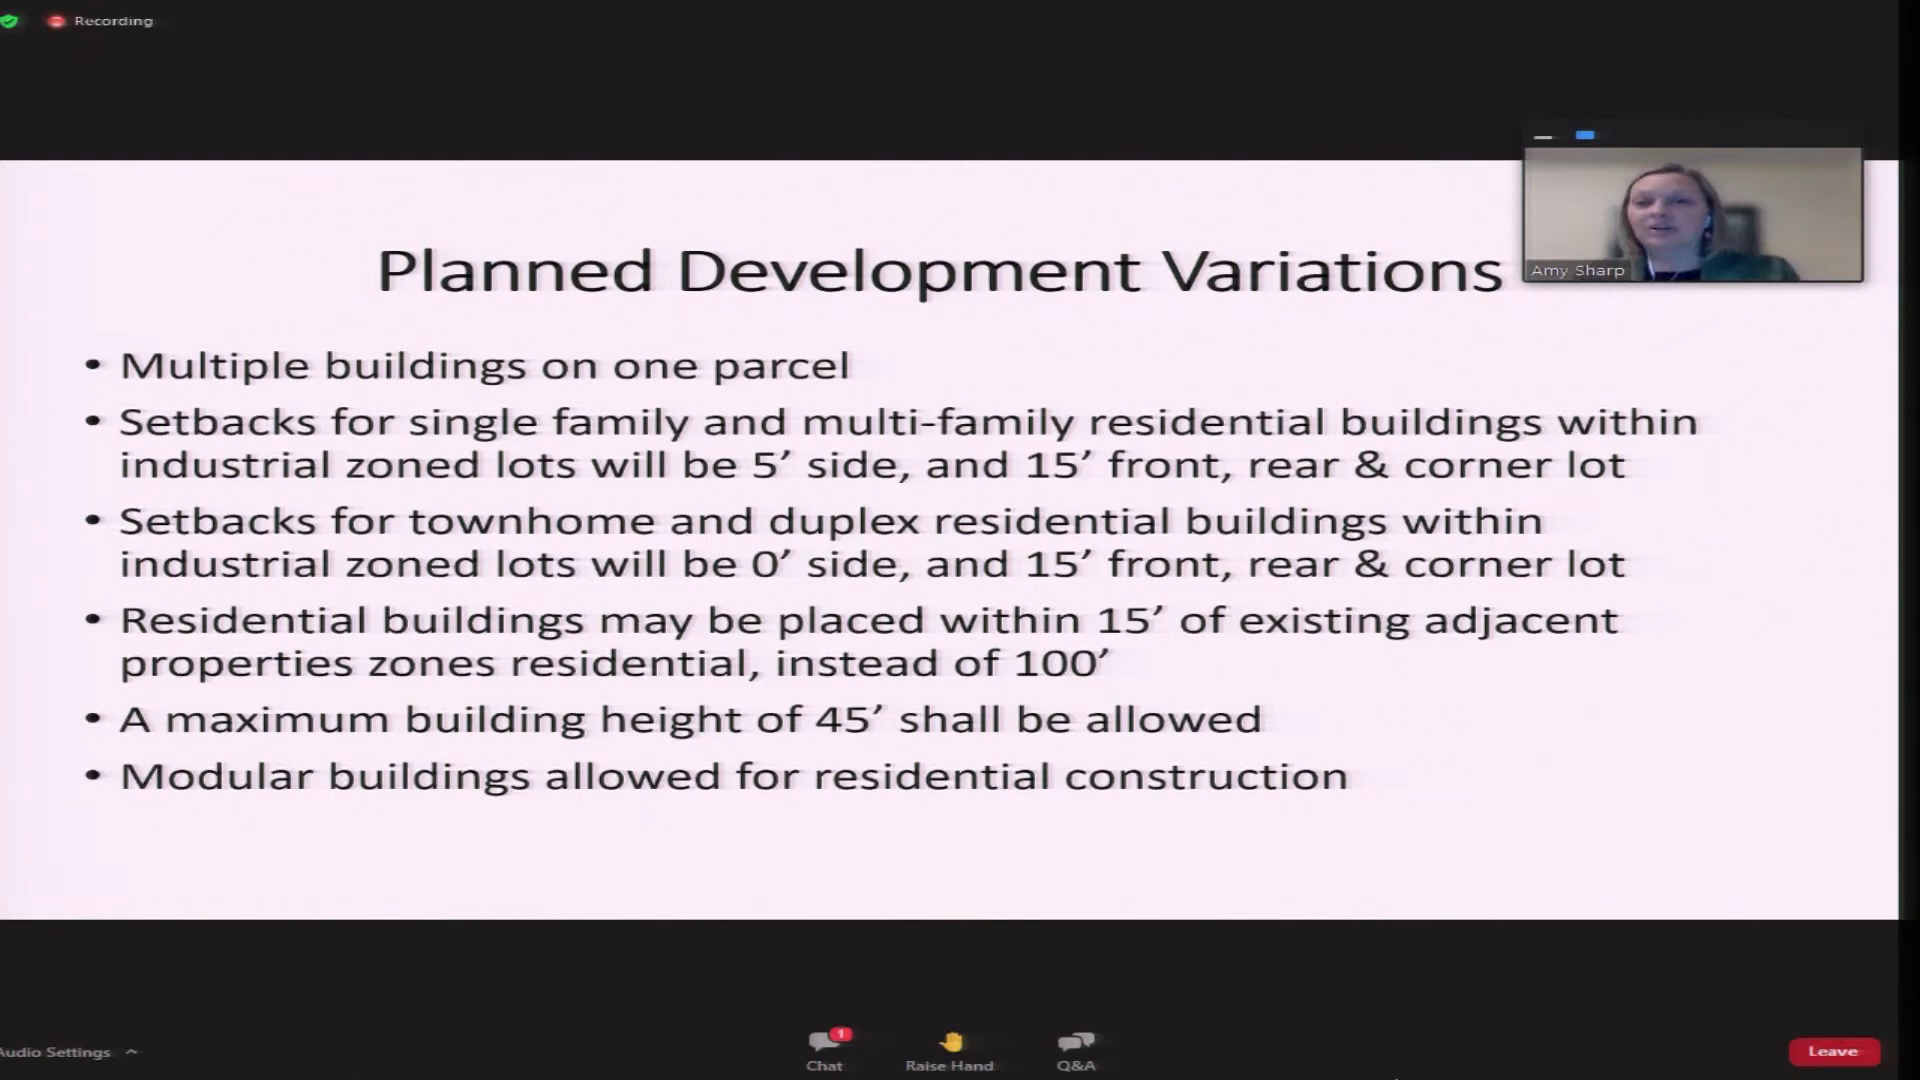 Recording
Amy Sharp
Planned Development Variations
• Multiple buildings on one parcel
• Setbacks for single family and multi-family residential buildings within
industrial zoned lots will be 5’ side, and 15’ front, rear & corner lot
• Setbacks for townhome and duplex residential buildings within
industrial zoned lots will be 0’ side, and 15’ front, rear & corner lot
• Residential buildings may be placed within 15’ of existing adjacent
properties zones residential, instead of 100’
• A maximum building height of 45’ shall be allowed
• Modular buildings allowed for residential construction
Audio Settings
1
Chat
Raise Hand
Q&A
Leave